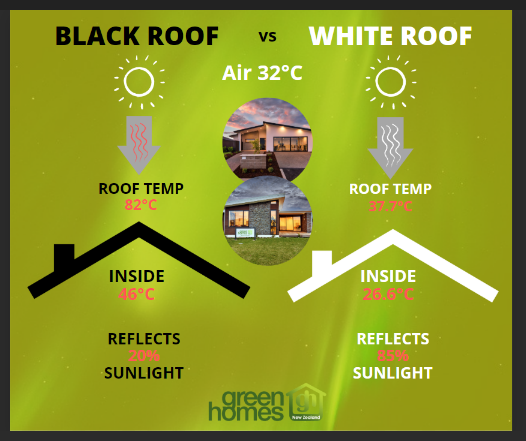 BLACK ROOF vs WHITE ROOF
Air 32°C
ROOF TEMP
82°C
INSIDE
46°C
REFLECTS
20%
SUNLIGHT
ROOF TEMP
37.7°C
INSIDE
26.6°C
REFLECTS
85%
SUNLIGHT
green
homes
gh
New Zealand